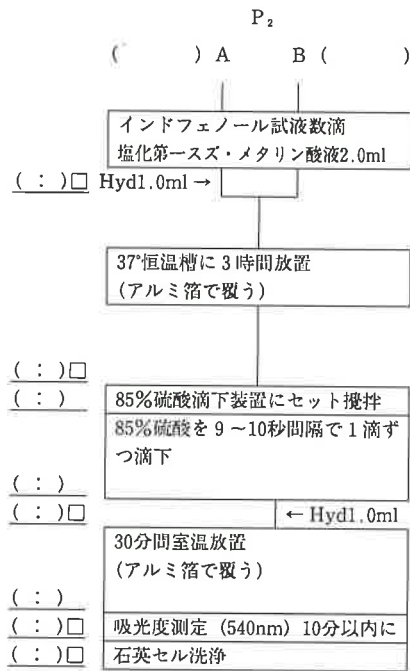 P₂
( ) A B ( )
インドフェノール試液数滴
塩化第一スズ・メタリン酸液2.0ml
( : )□ Hyd1.0ml →
37°恒温槽に3時間放置
(アルミ箔で覆う)
( : )□
( : ) 85%硫酸滴下装置にセット攪拌
85%硫酸を9~10秒間隔で1滴ず
つ滴下
( : )
( : )□ ← Hyd1.0ml
30分間室温放置
(アルミ箔で覆う)
( : )
( : )□ 吸光度測定 (540nm) 10分以内に
( : )□ 石英セル洗浄